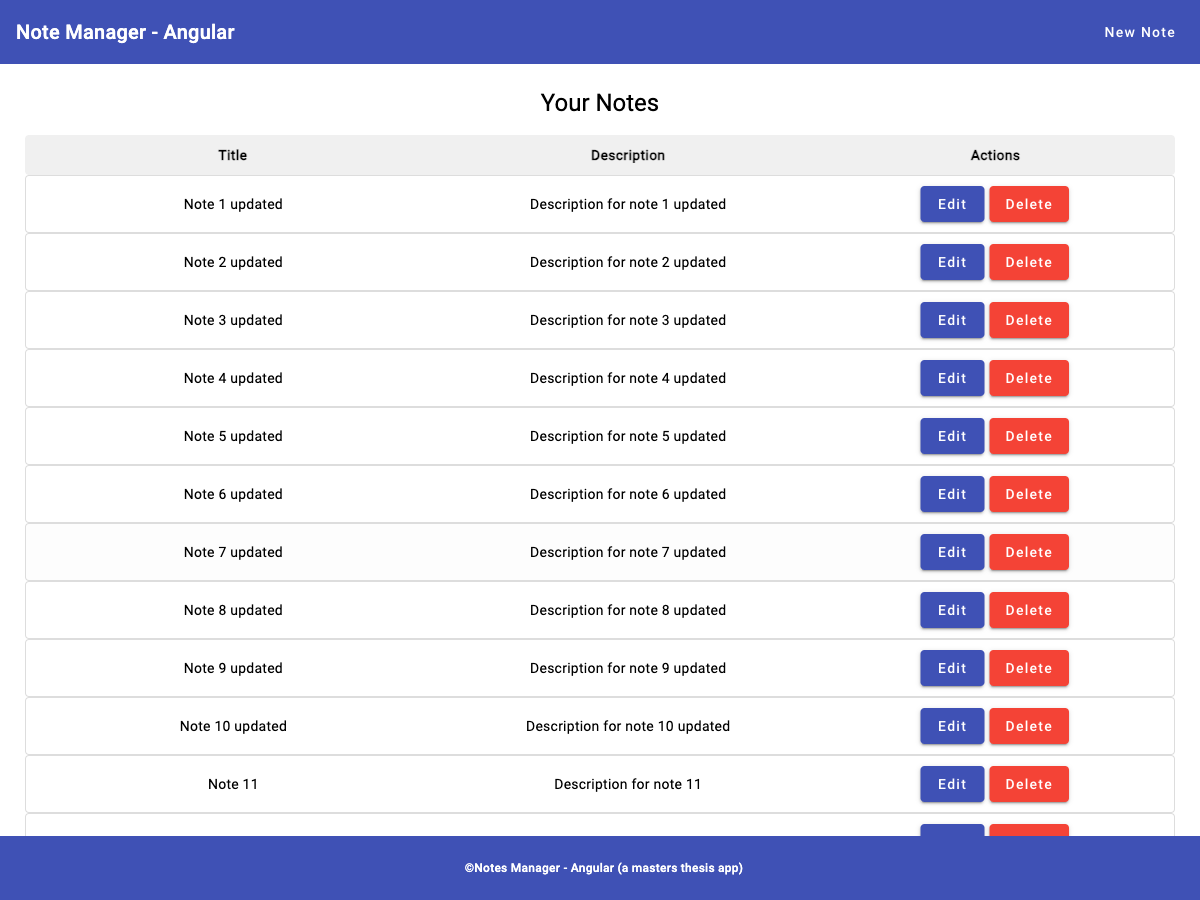 Note Manager - Angular New Note
Your Notes
Title Description Actions
Note 1 updated Description for note 1 updated Edit Delete
Note 2 updated Description for note 2 updated Edit Delete
Note 3 updated Description for note 3 updated Edit Delete
Note 4 updated Description for note 4 updated Edit Delete
Note 5 updated Description for note 5 updated Edit Delete
Note 6 updated Description for note 6 updated Edit Delete
Note 7 updated Description for note 7 updated Edit Delete
Note 8 updated Description for note 8 updated Edit Delete
Note 9 updated Description for note 9 updated Edit Delete
Note 10 updated Description for note 10 updated Edit Delete
Note 11 Description for note 11 Edit Delete
©Notes Manager - Angular (a masters thesis app)